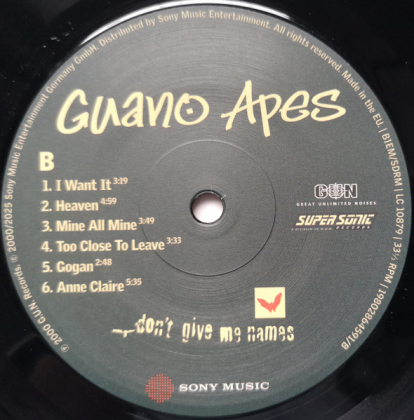 ℗ 2000 G.U.N. Records, © 2000/2025 Sony Music Entertainment Germany GmbH. Distributed by Sony Music Entertainment. All rights reserved. Made in the EU. | BIEM/SDRM | LC 10879 | 33⅓ RPM | 19802864591/B
Guano Apes
B
1. I Want It 3:19
2. Heaven 4:59
3. Mine All Mine 3:49
4. Too Close To Leave 3:33
5. Gogan 2:48
6. Anne Claire 5:35
GUN
GREAT UNLIMITED NOISES
SUPERSONIC
RECORDS
don't give me names
SONY MUSIC